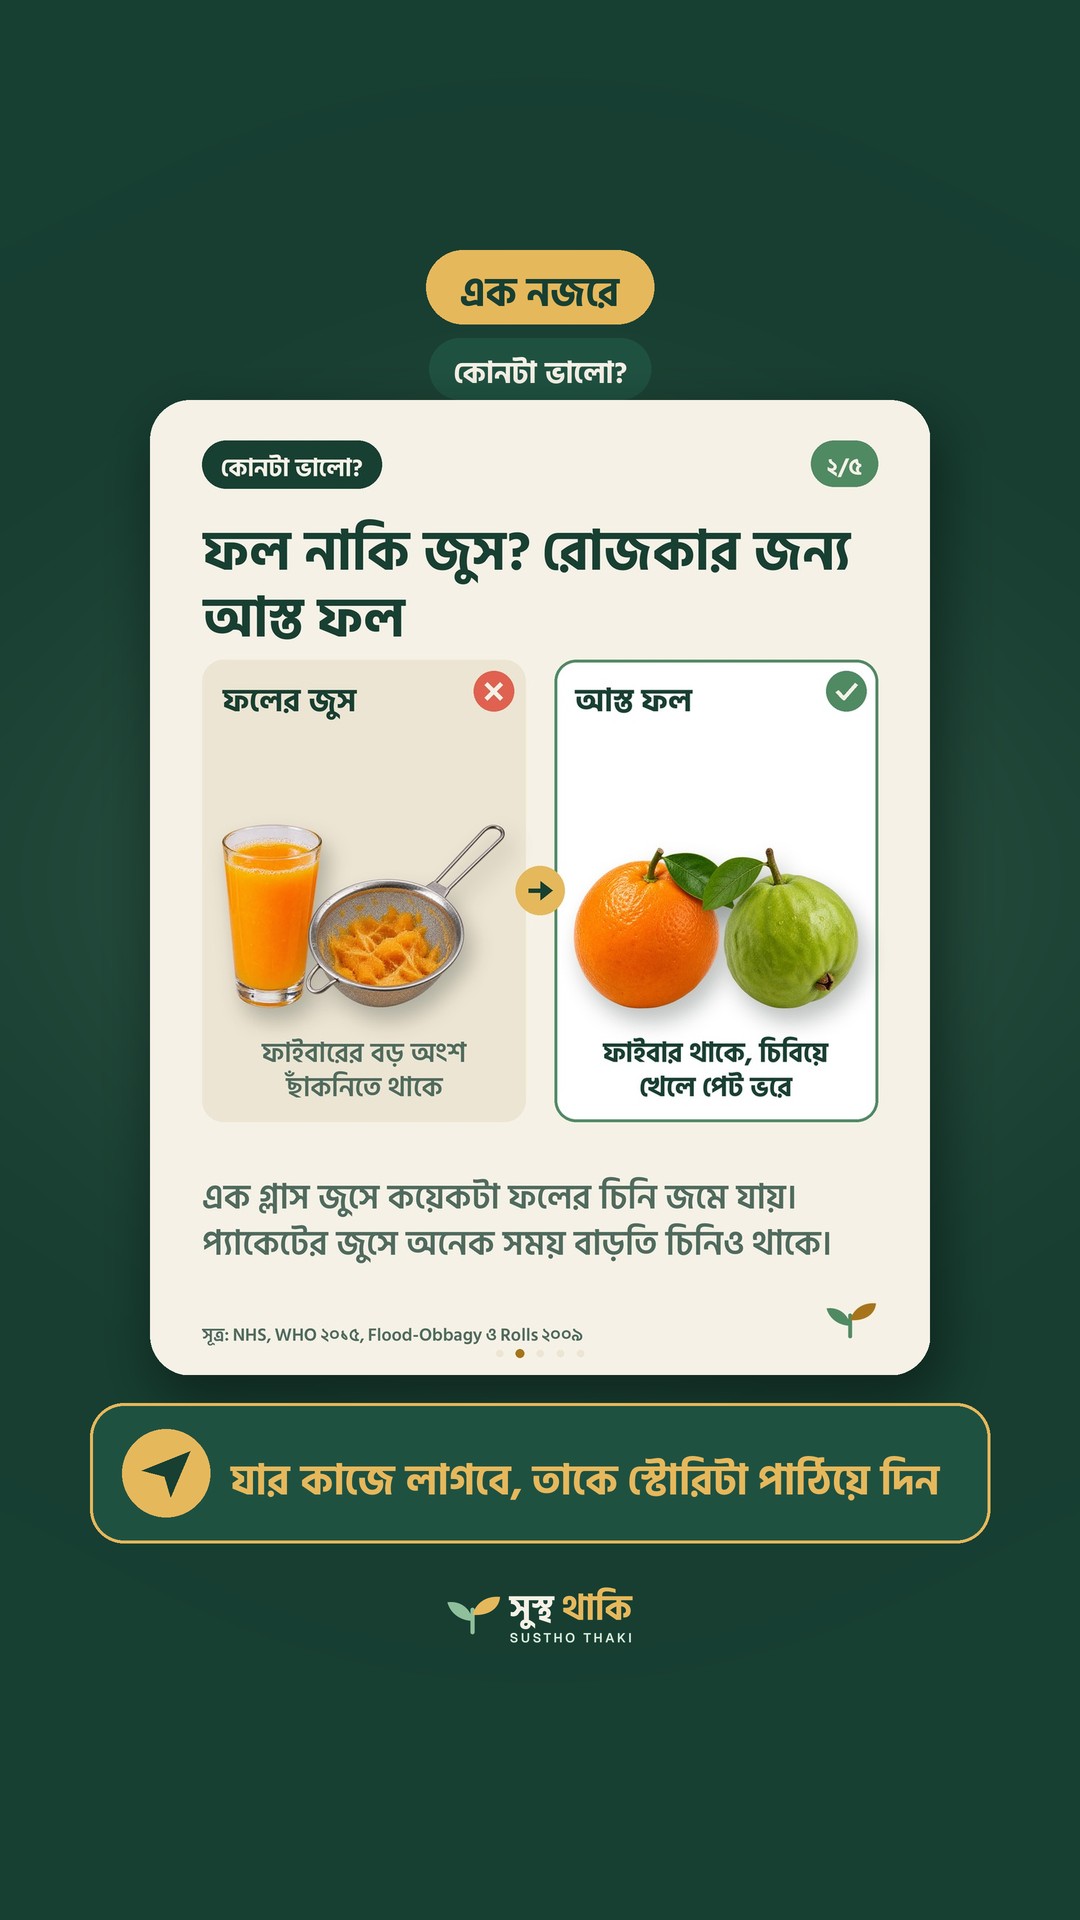 এক নজরে
কোনটা ভালো?
কোনটা ভালো?
২/৫
ফল নাকি জুস? রোজকার জন্য
আস্ত ফল
ফলের জুস
আস্ত ফল
ফাইবারের বড় অংশ
ছাঁকনিতে থাকে
ফাইবার থাকে, চিবিয়ে
খেলে পেট ভরে
এক গ্লাস জুসে কয়েকটা ফলের চিনি জমে যায়।
প্যাকেটের জুসে অনেক সময় বাড়তি চিনিও থাকে।
সূত্র: NHS, WHO ২০১৫, Flood-Obbagy ও Rolls ২০০৯
যার কাজে লাগবে, তাকে স্টোরিটা পাঠিয়ে দিন
সুস্থ থাকি
SUSTHO THAKI